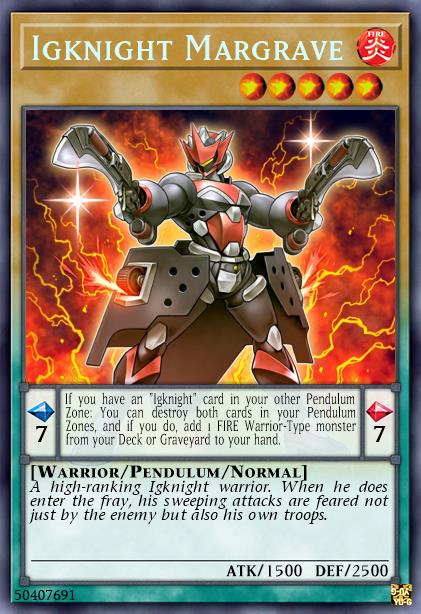 Igknight Margrave
FIRE
炎
If you have an "Igknight" card in your other Pendulum
Zone: You can destroy both cards in your Pendulum
Zones, and if you do, add 1 FIRE Warrior-Type monster
from your Deck or Graveyard to your hand.
7
7
[Warrior/Pendulum/Normal]
A high-ranking Igknight warrior. When he does
enter the fray, his sweeping attacks are feared not
just by the enemy but also his own troops.
ATK/1500 DEF/2500
50407691